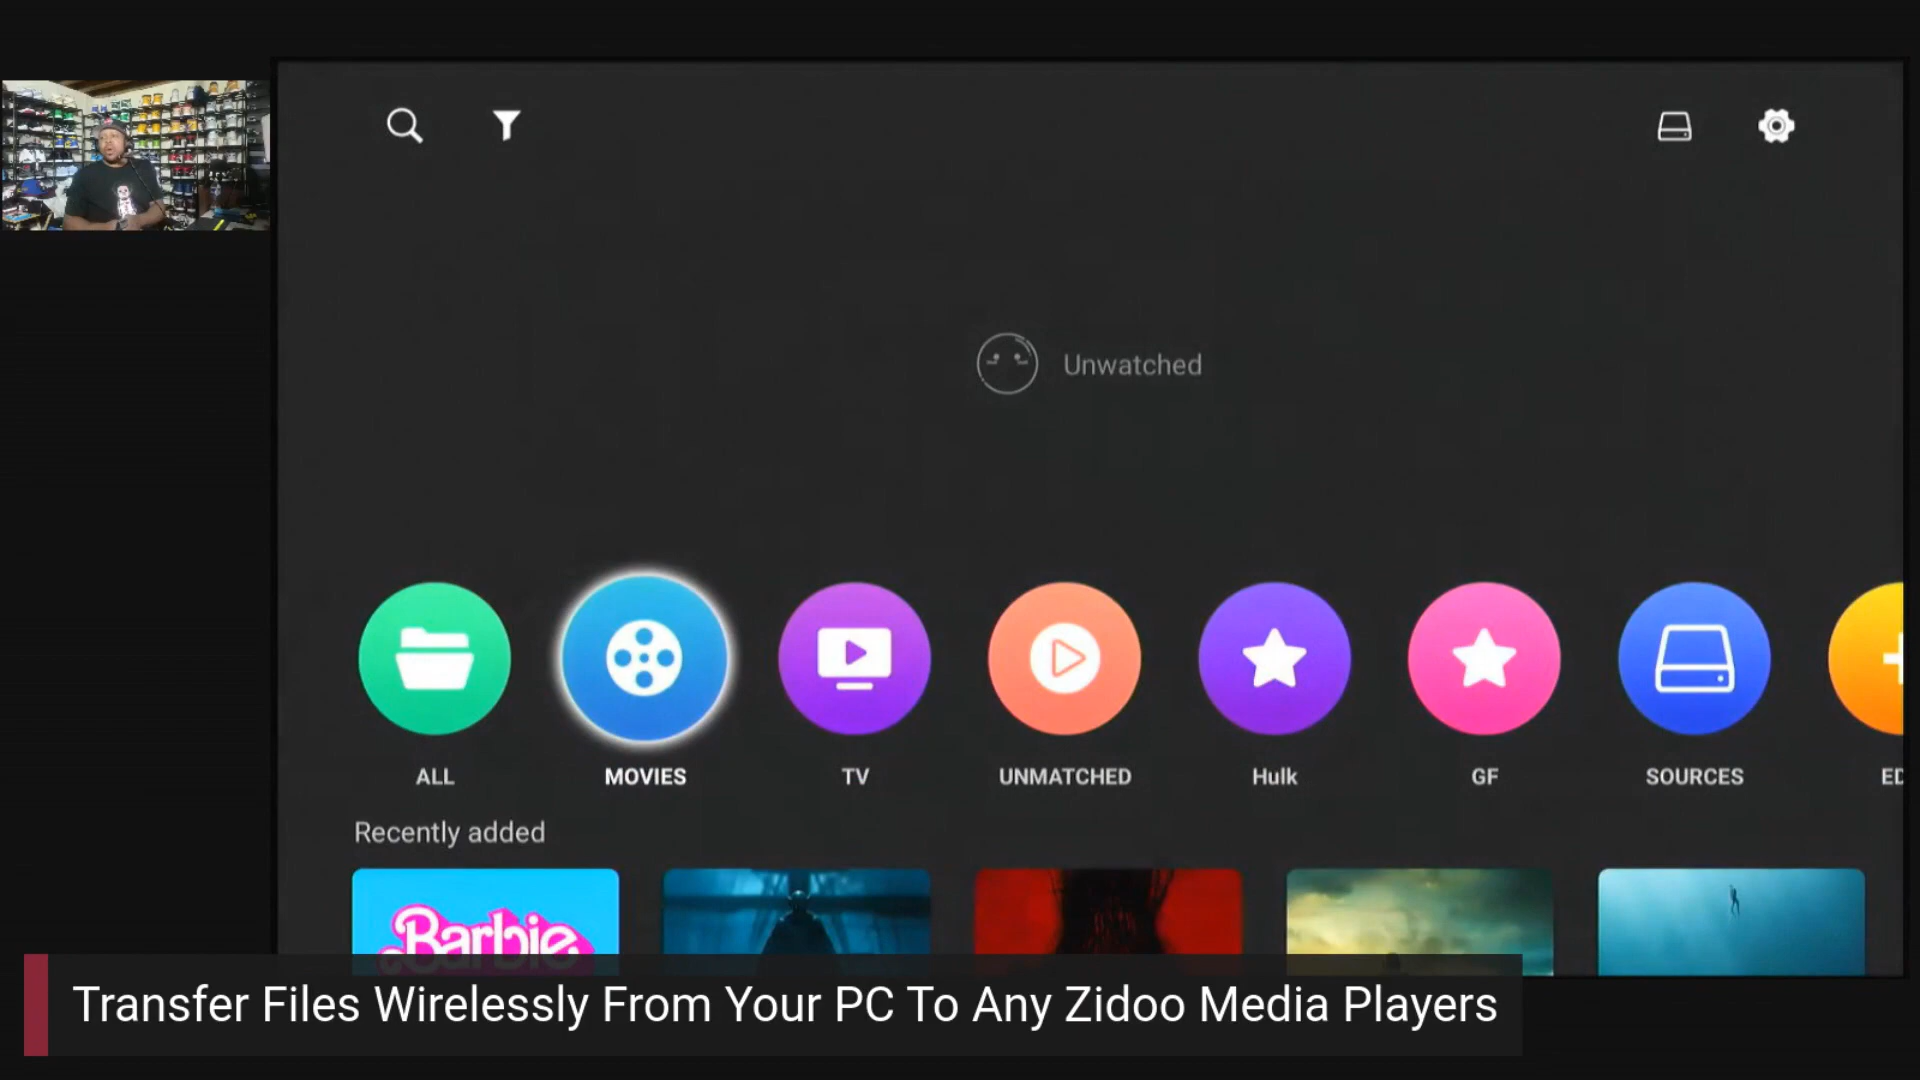 Unwatched
ALL
MOVIES
TV
UNMATCHED
Hulk
GF
SOURCES
ED
Recently added
Barbie
Transfer Files Wirelessly From Your PC To Any Zidoo Media Players